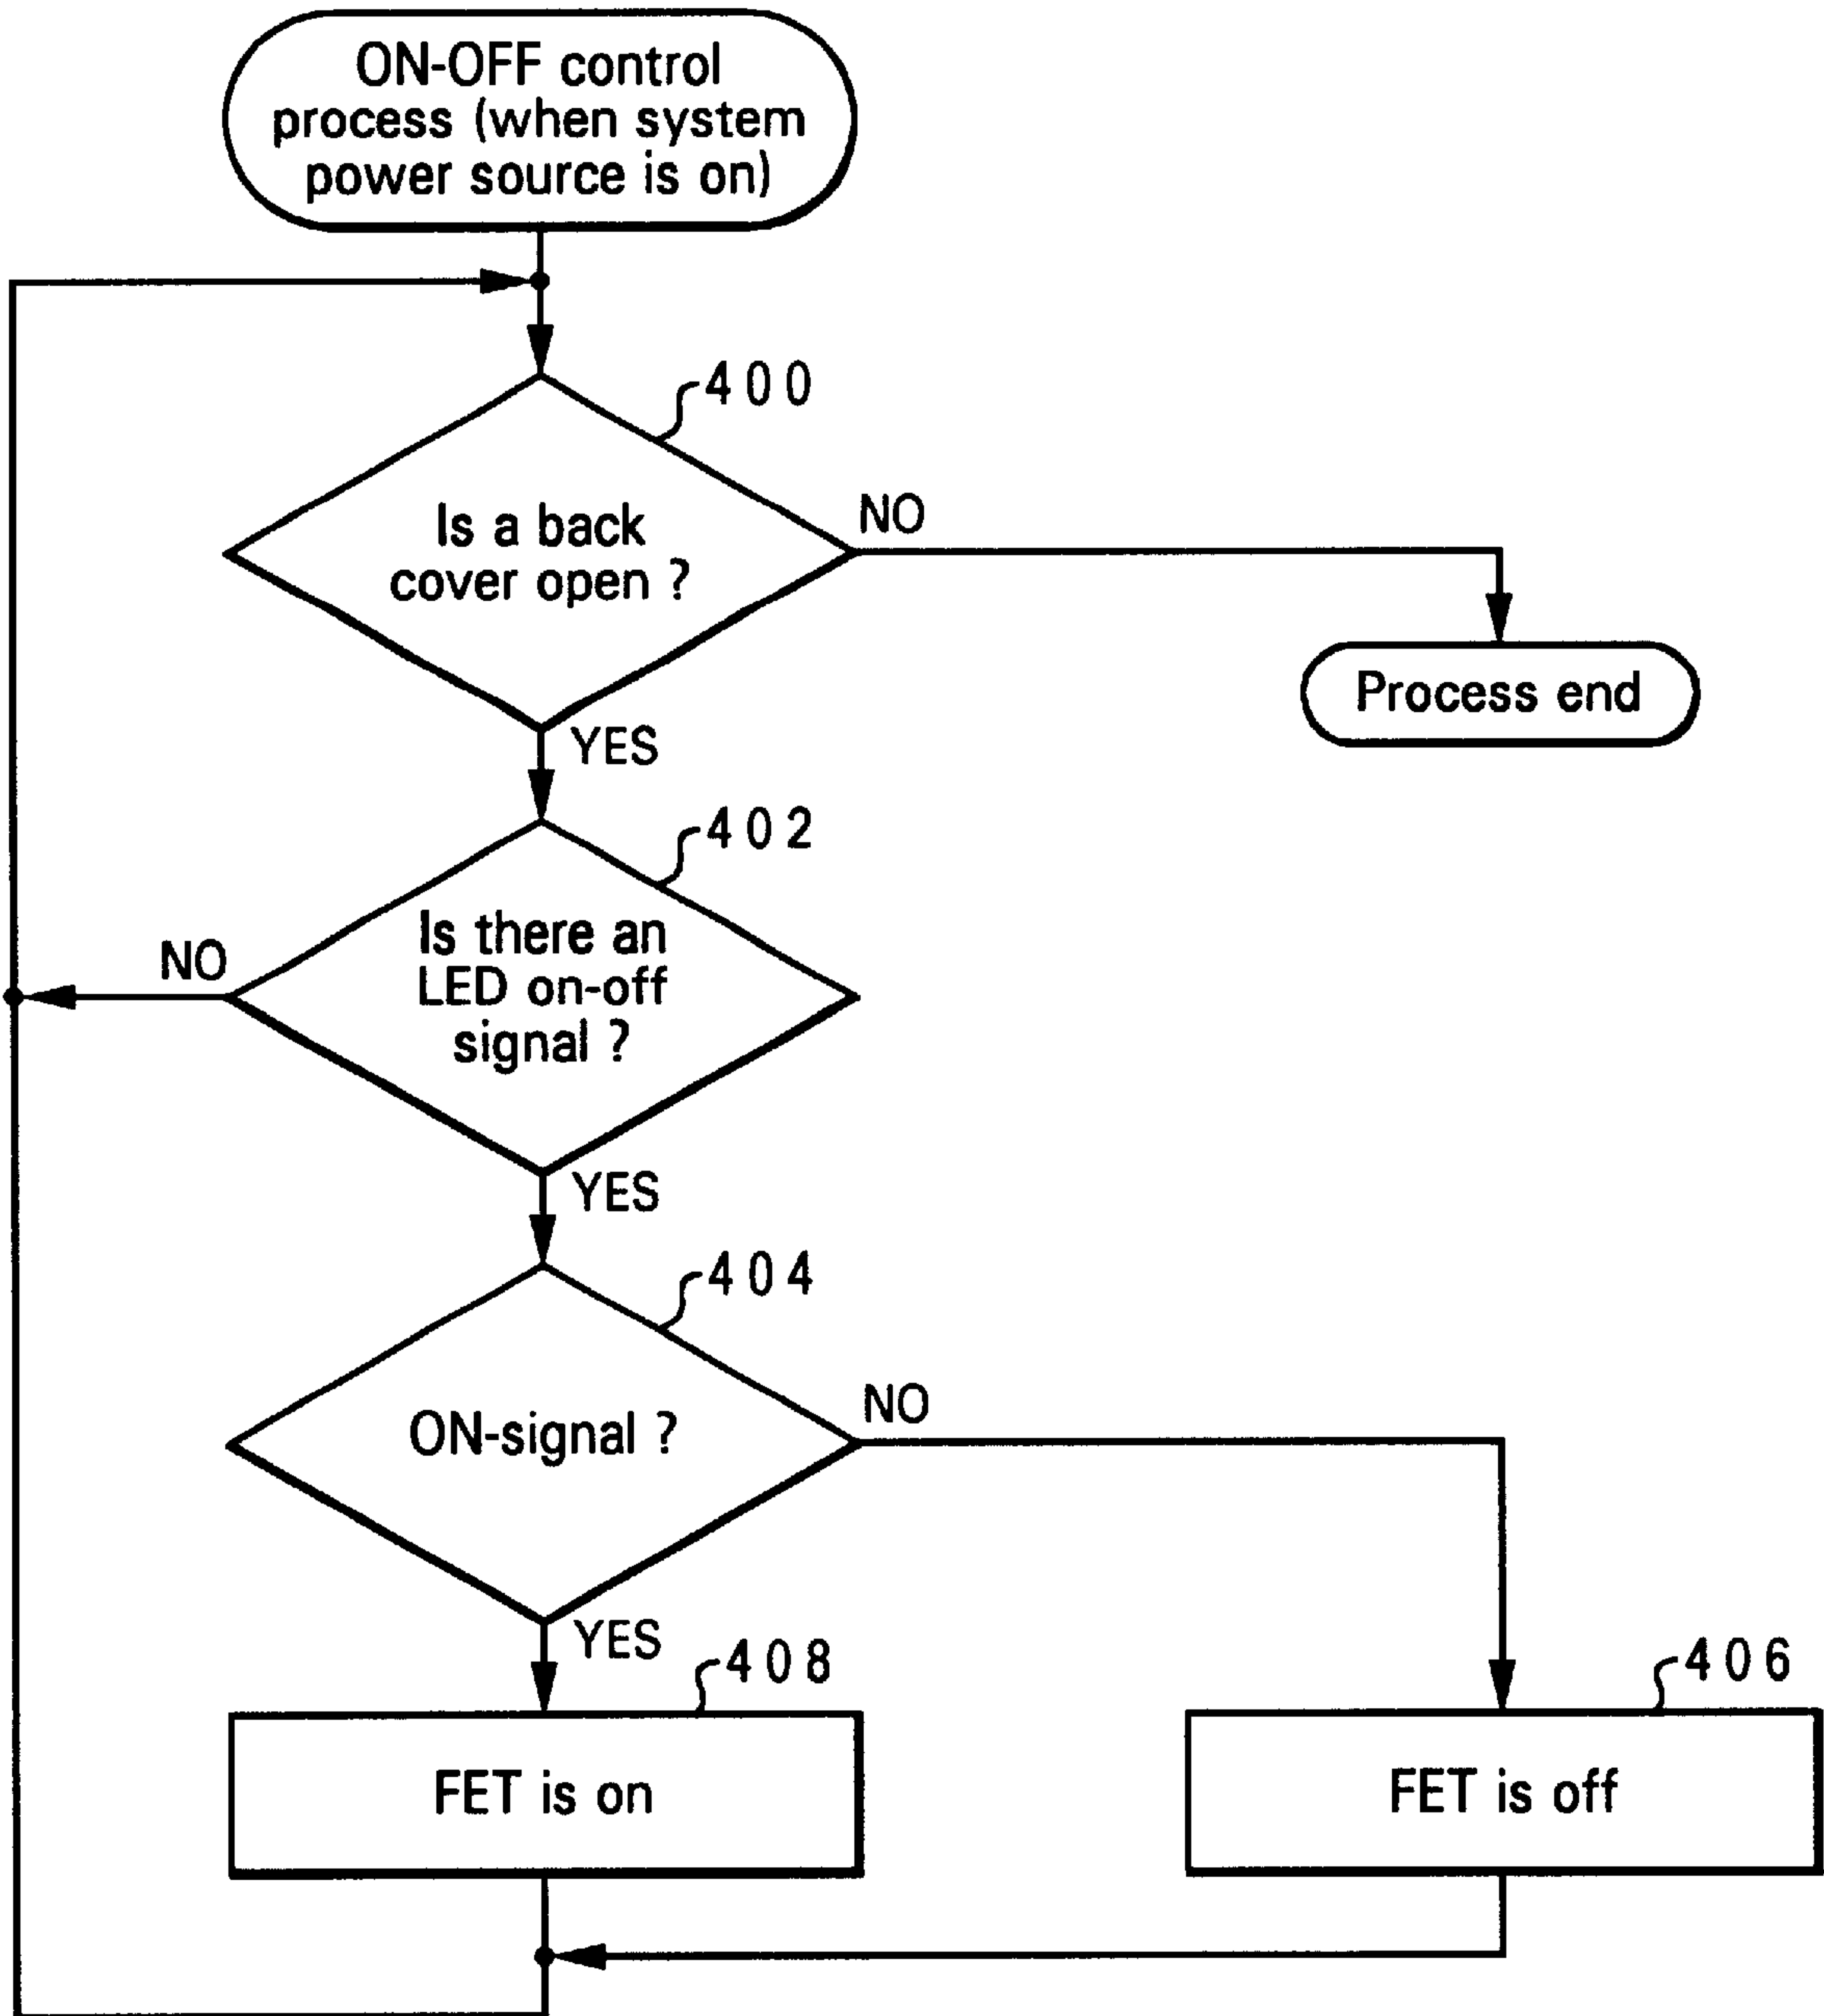 ON-OFF control
process (when system
power source is on)
400
Is a back
cover open ?
NO
Process end
YES
402
Is there an
LED on-off
signal ?
NO
YES
404
ON-signal ?
NO
YES
408
FET is on
406
FET is off